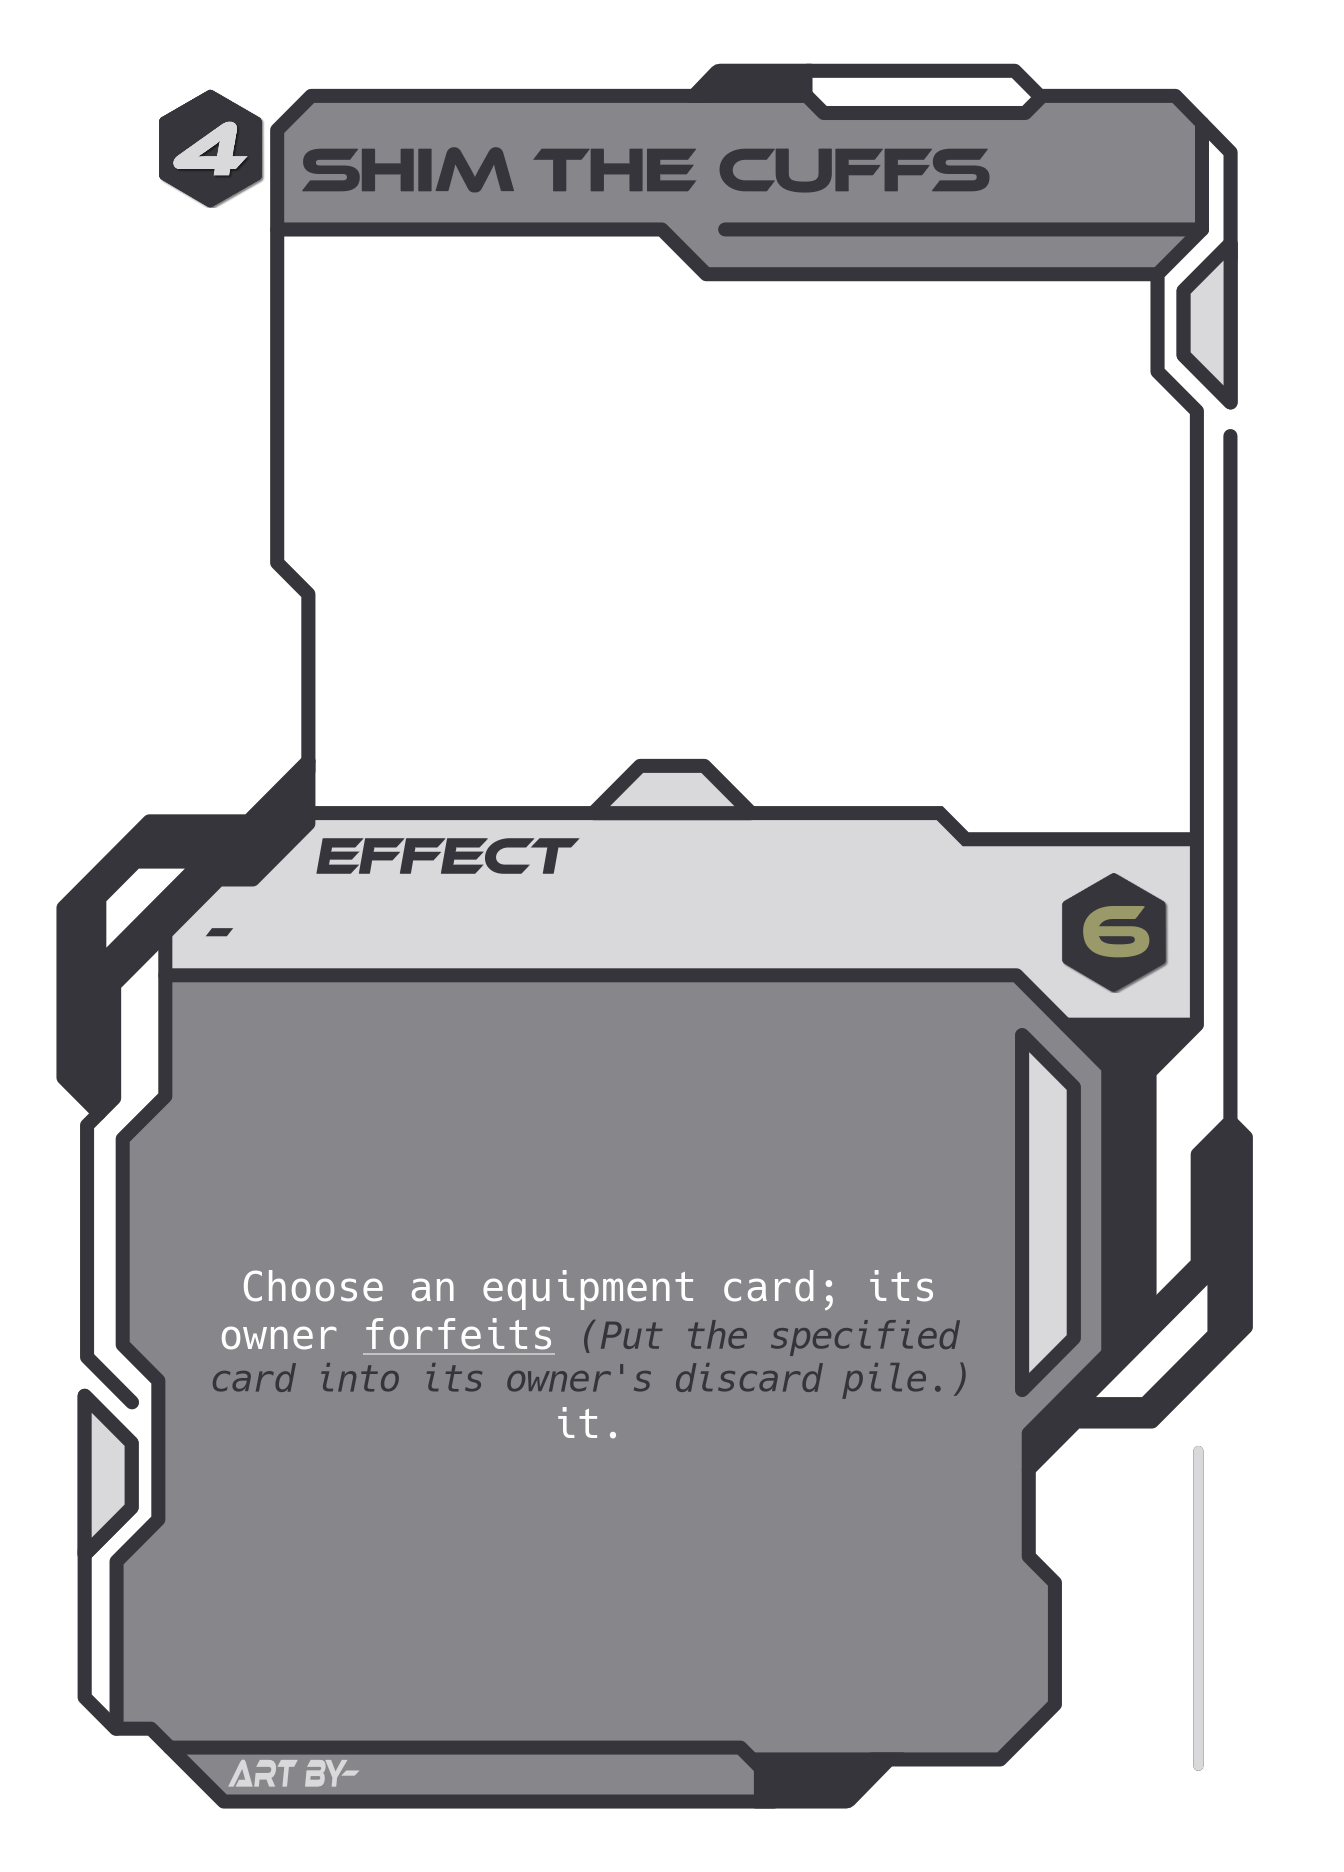 4
SHIM THE CUFFS
EFFECT
-
6
Choose an equipment card; its
owner forfeits (Put the specified
card into its owner's discard pile.)
it.
ART BY-